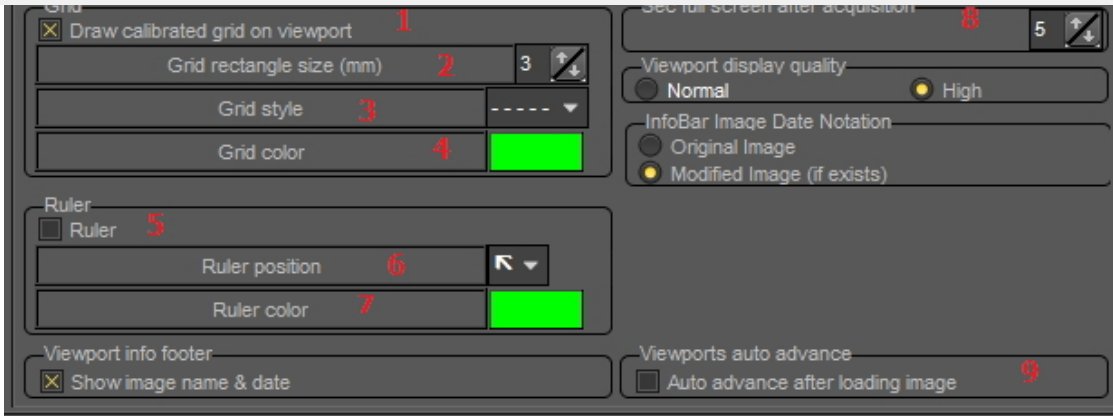 Grid
Draw calibrated grid on viewport 1
Grid rectangle size (mm) 2 3
Grid style 3 -----
Grid color 4
Ruler
Ruler 5
Ruler position 6
Ruler color 7
Viewport info footer
Show image name & date
Sec full screen after acquisition 8
5
Viewport display quality
Normal High
InfoBar Image Date Notation
Original Image
Modified Image (if exists)
Viewports auto advance
Auto advance after loading image 9